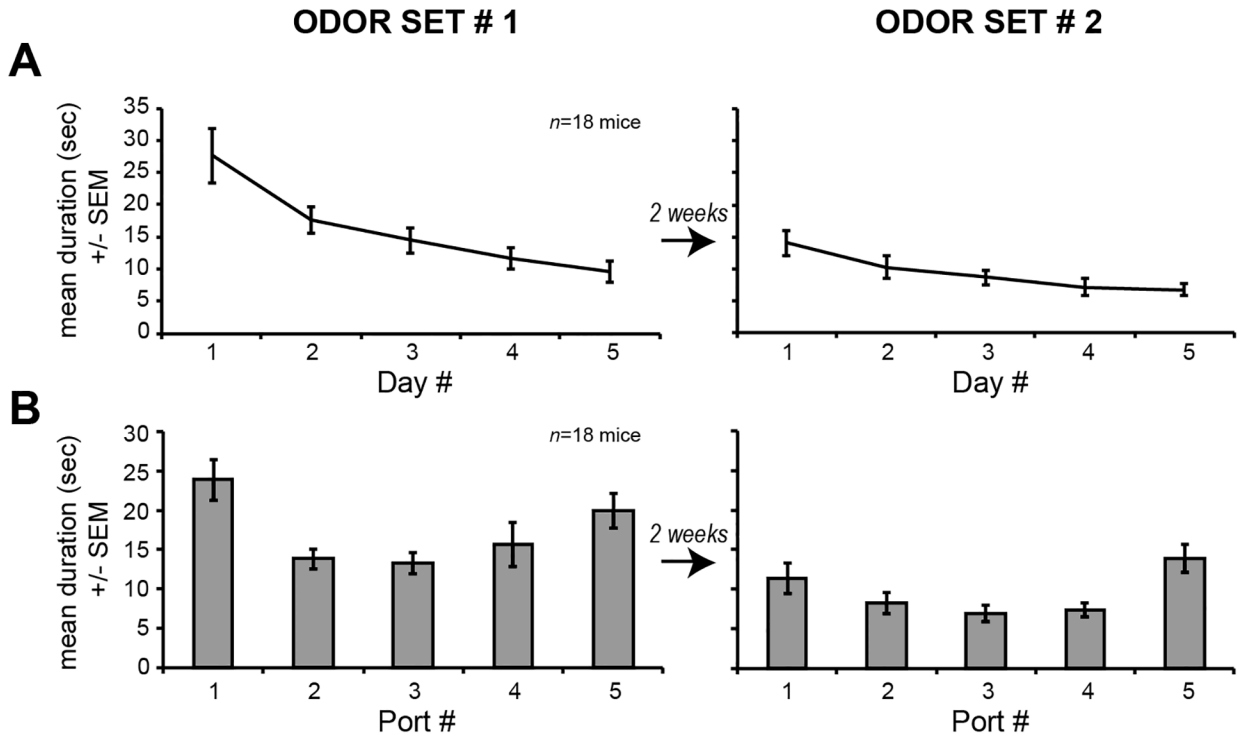 ODOR SET # 1
ODOR SET # 2
A
mean duration (sec)
+/- SEM
35
30
25
20
15
10
5
0
n=18 mice
1 2 3 4 5
Day #
2 weeks
1 2 3 4 5
Day #
B
mean duration (sec)
+/- SEM
30
25
20
15
10
5
0
n=18 mice
1 2 3 4 5
Port #
2 weeks
1 2 3 4 5
Port #